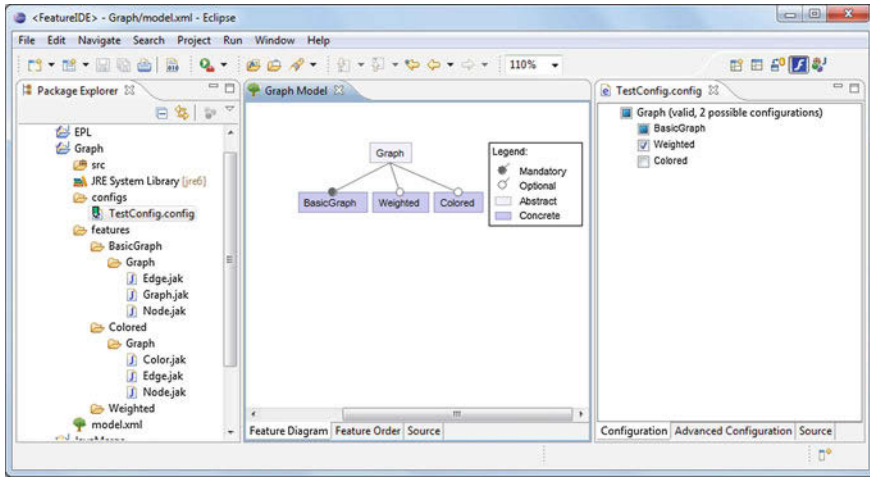 <FeatureIDE> - Graph/model.xml - Eclipse
File Edit Navigate Search Project Run Window Help
110%
Package Explorer
EPL
Graph
src
JRE System Library [jre6]
configs
TestConfig.config
features
BasicGraph
Graph
Edge.jak
Graph.jak
Node.jak
Colored
Graph
Color.jak
Edge.jak
Node.jak
Weighted
model.xml
Graph Model
Graph
BasicGraph Weighted Colored
Legend:
Mandatory
Optional
Abstract
Concrete
Feature Diagram Feature Order Source
TestConfig.config
Graph (valid, 2 possible configurations)
BasicGraph
Weighted
Colored
Configuration Advanced Configuration Source